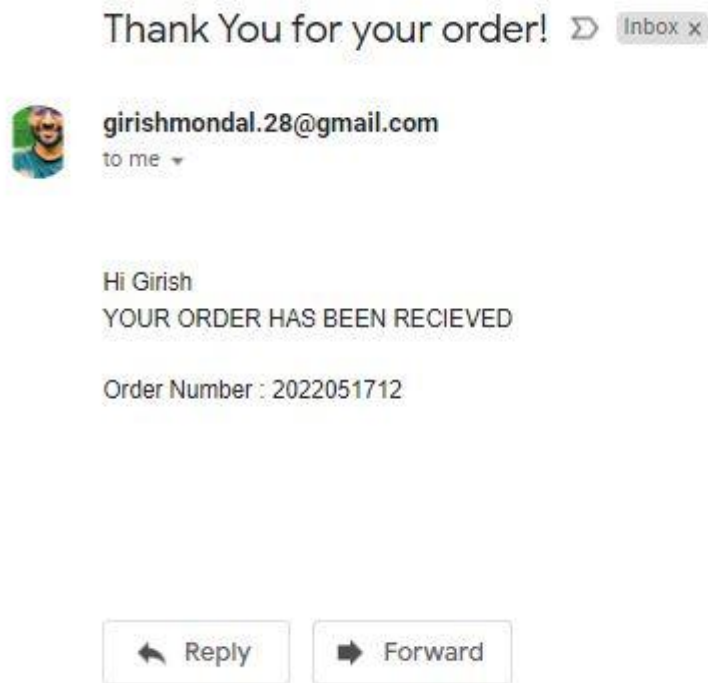 Thank You for your order! Inbox x
girishmondal.28@gmail.com
to me
Hi Girish
YOUR ORDER HAS BEEN RECIEVED
Order Number : 2022051712
Reply Forward